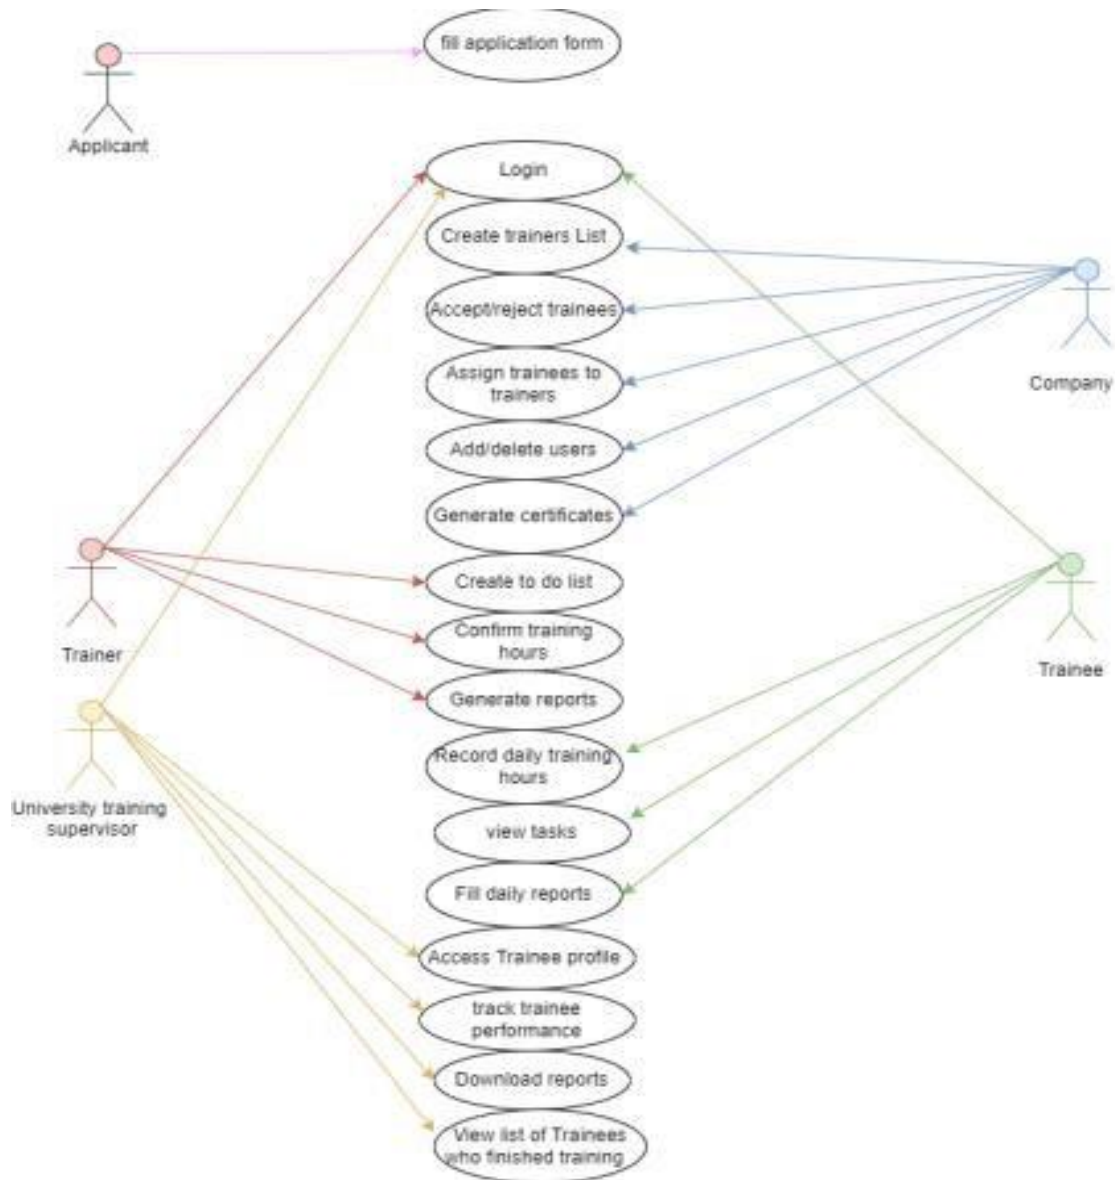 fill application form
Applicant
Login
Create trainers List
Accept/reject trainees
Assign trainees to
trainers
Company
Add/delete users
Generate certificates
Create to do list
Confirm training
hours
Trainer
Trainee
Generate reports
Record daily training
hours
University training
supervisor
view tasks
Fill daily reports
Access Trainee profile
track trainee
performance
Download reports
View list of Trainees
who finished training